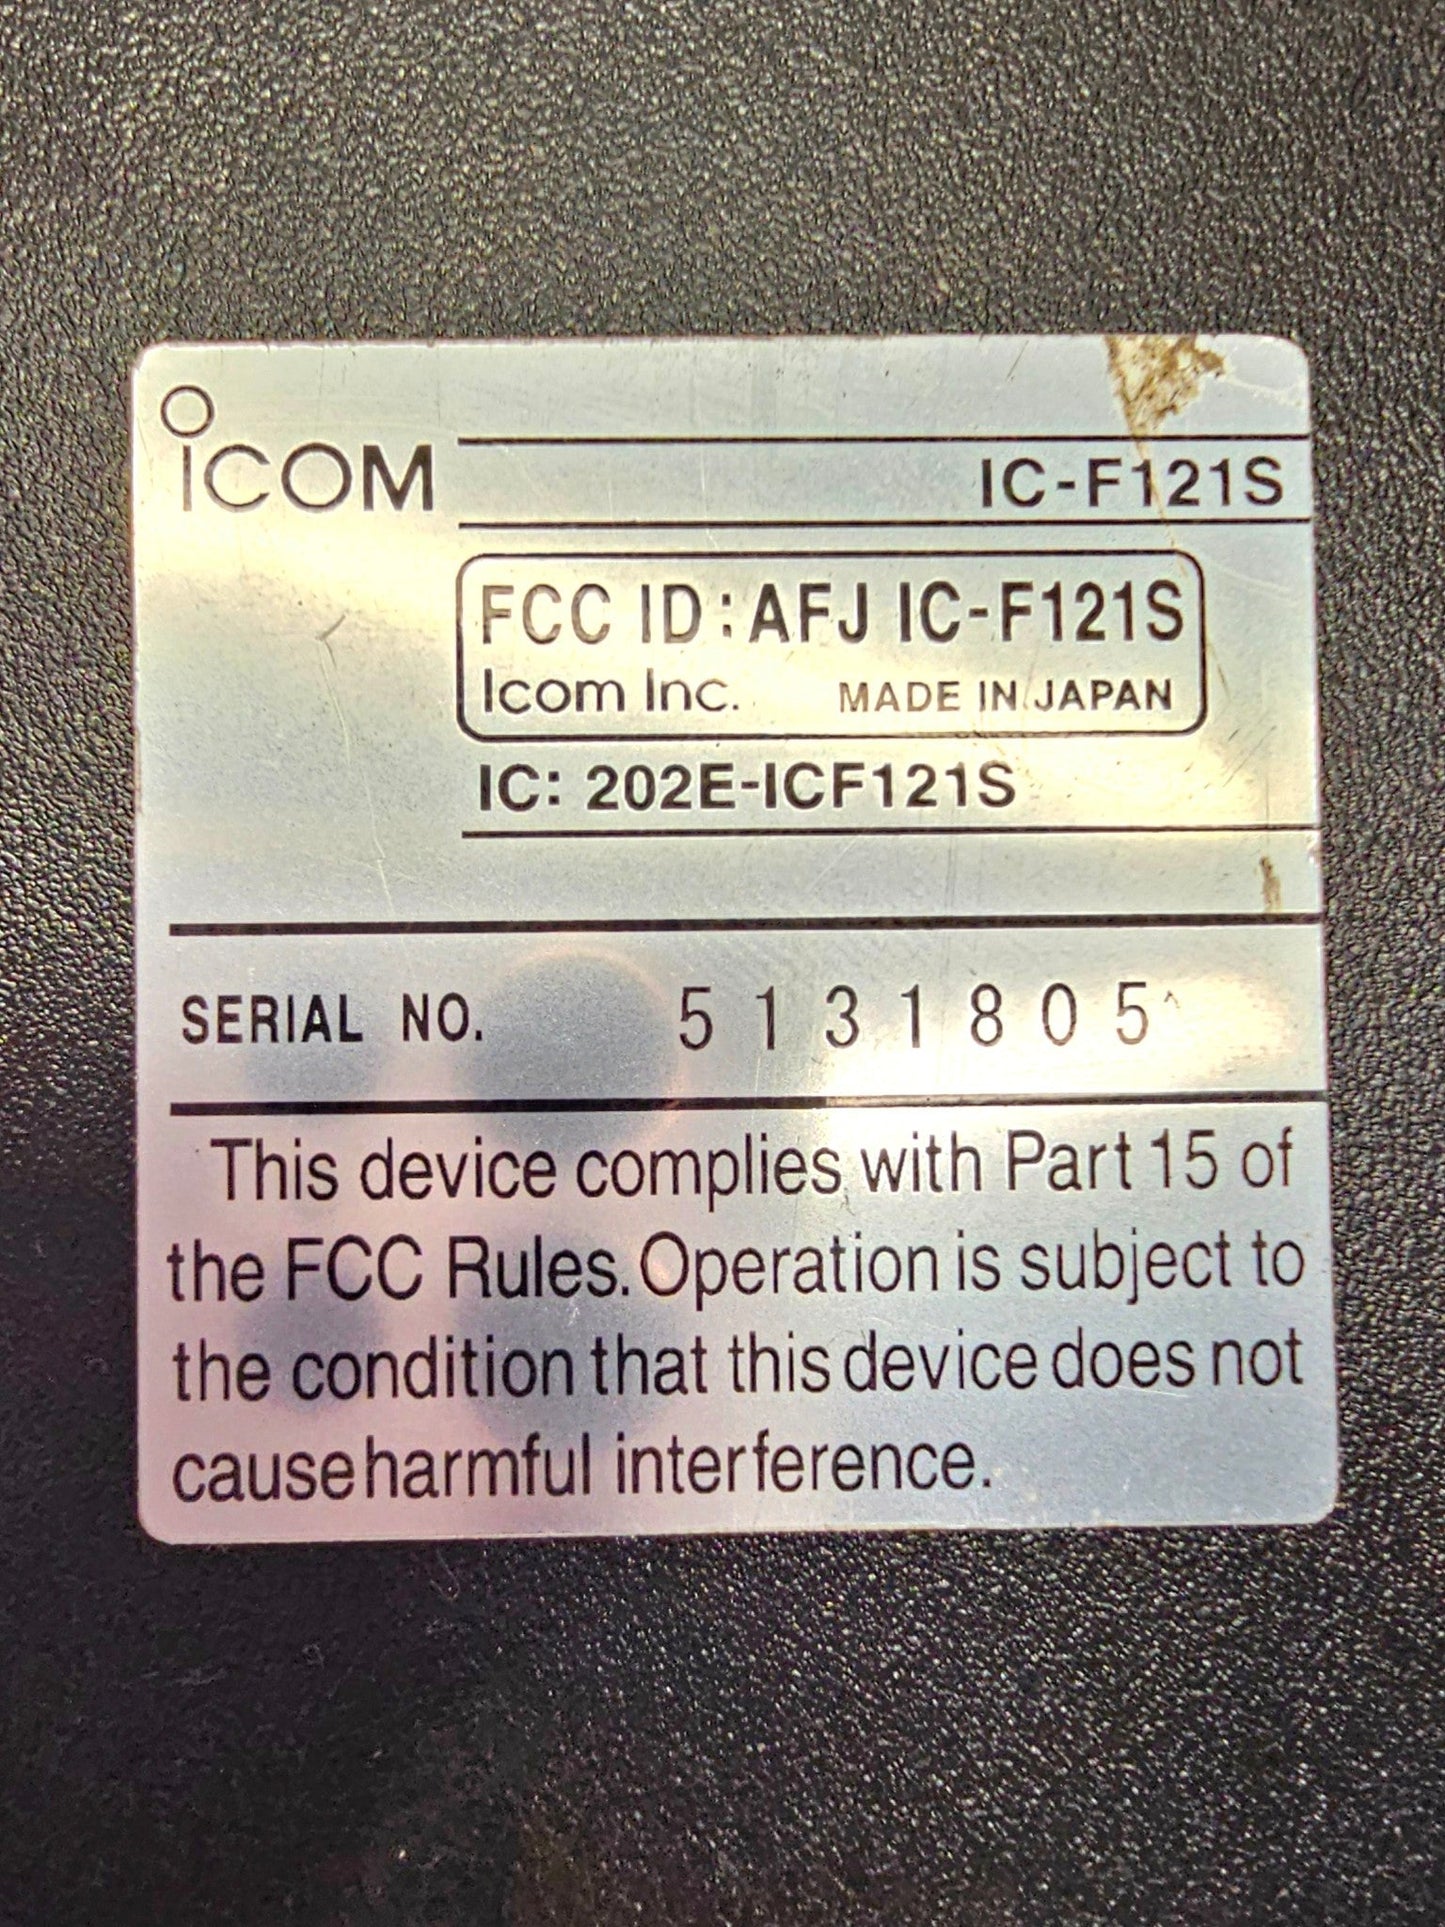 iCOM
IC-F121S
FCC ID: AFJ IC-F121S
Icom Inc. MADE IN JAPAN
IC: 202E-ICF121S
SERIAL NO. 5131805
This device complies with Part 15 of
the FCC Rules. Operation is subject to
the condition that this device does not
cause harmful interference.